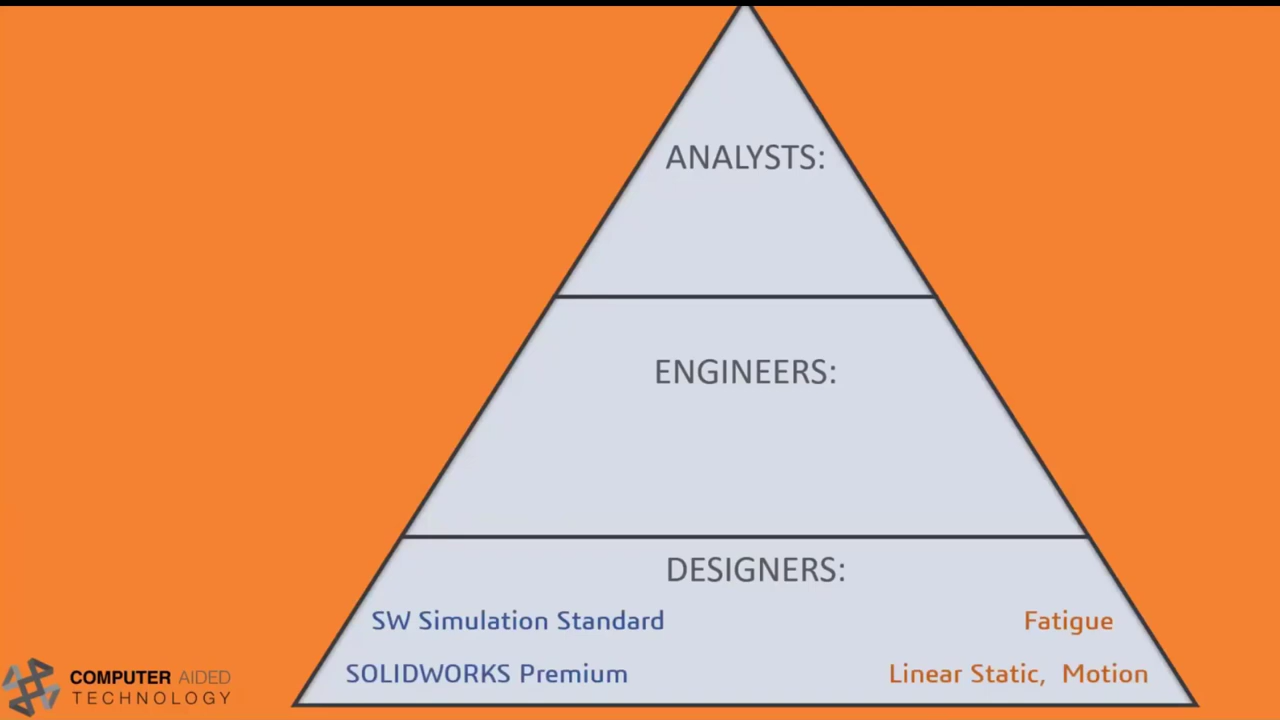 ANALYSTS:
ENGINEERS:
DESIGNERS:
SW Simulation Standard Fatigue
SOLIDWORKS Premium Linear Static, Motion
COMPUTER AIDED
TECHNOLOGY